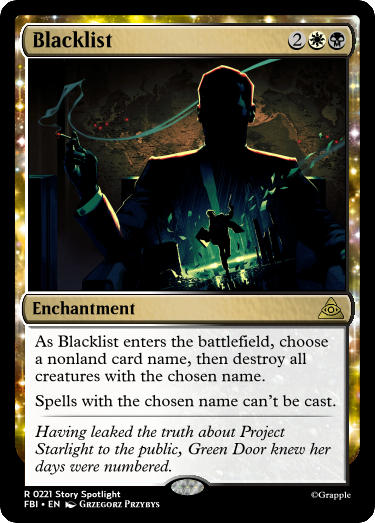 Blacklist 2
Enchantment
As Blacklist enters the battlefield, choose
a nonland card name, then destroy all
creatures with the chosen name.
Spells with the chosen name can't be cast.
Having leaked the truth about Project
Starlight to the public, Green Door knew her
days were numbered.
R 0221 Story Spotlight
FBI • EN Grzegorz Przybys ©Grapple